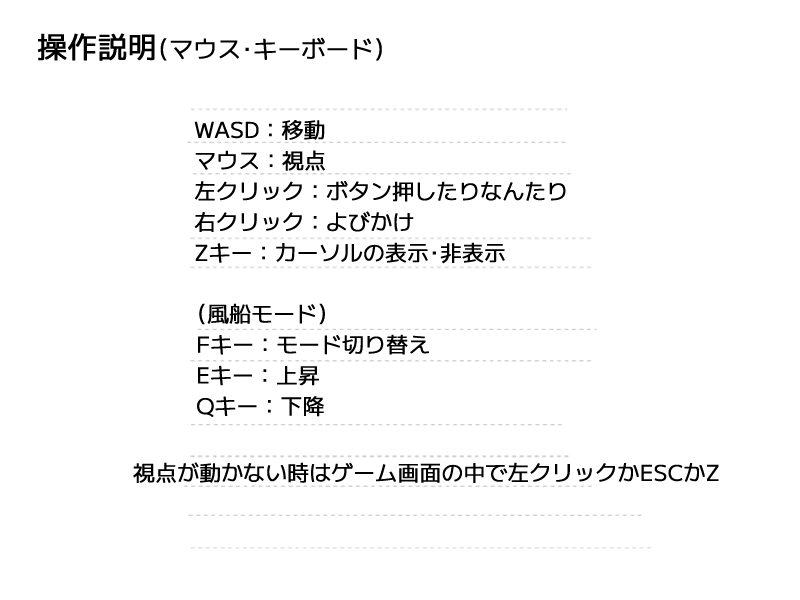 操作説明(マウス・キーボード)
WASD：移動
マウス：視点
左クリック：ボタン押したりなんたり
右クリック：よびかけ
Zキー：カーソルの表示・非表示
(風船モード)
Fキー：モード切り替え
Eキー：上昇
Qキー：下降
視点が動かない時はゲーム画面の中で左クリックかESCかZ